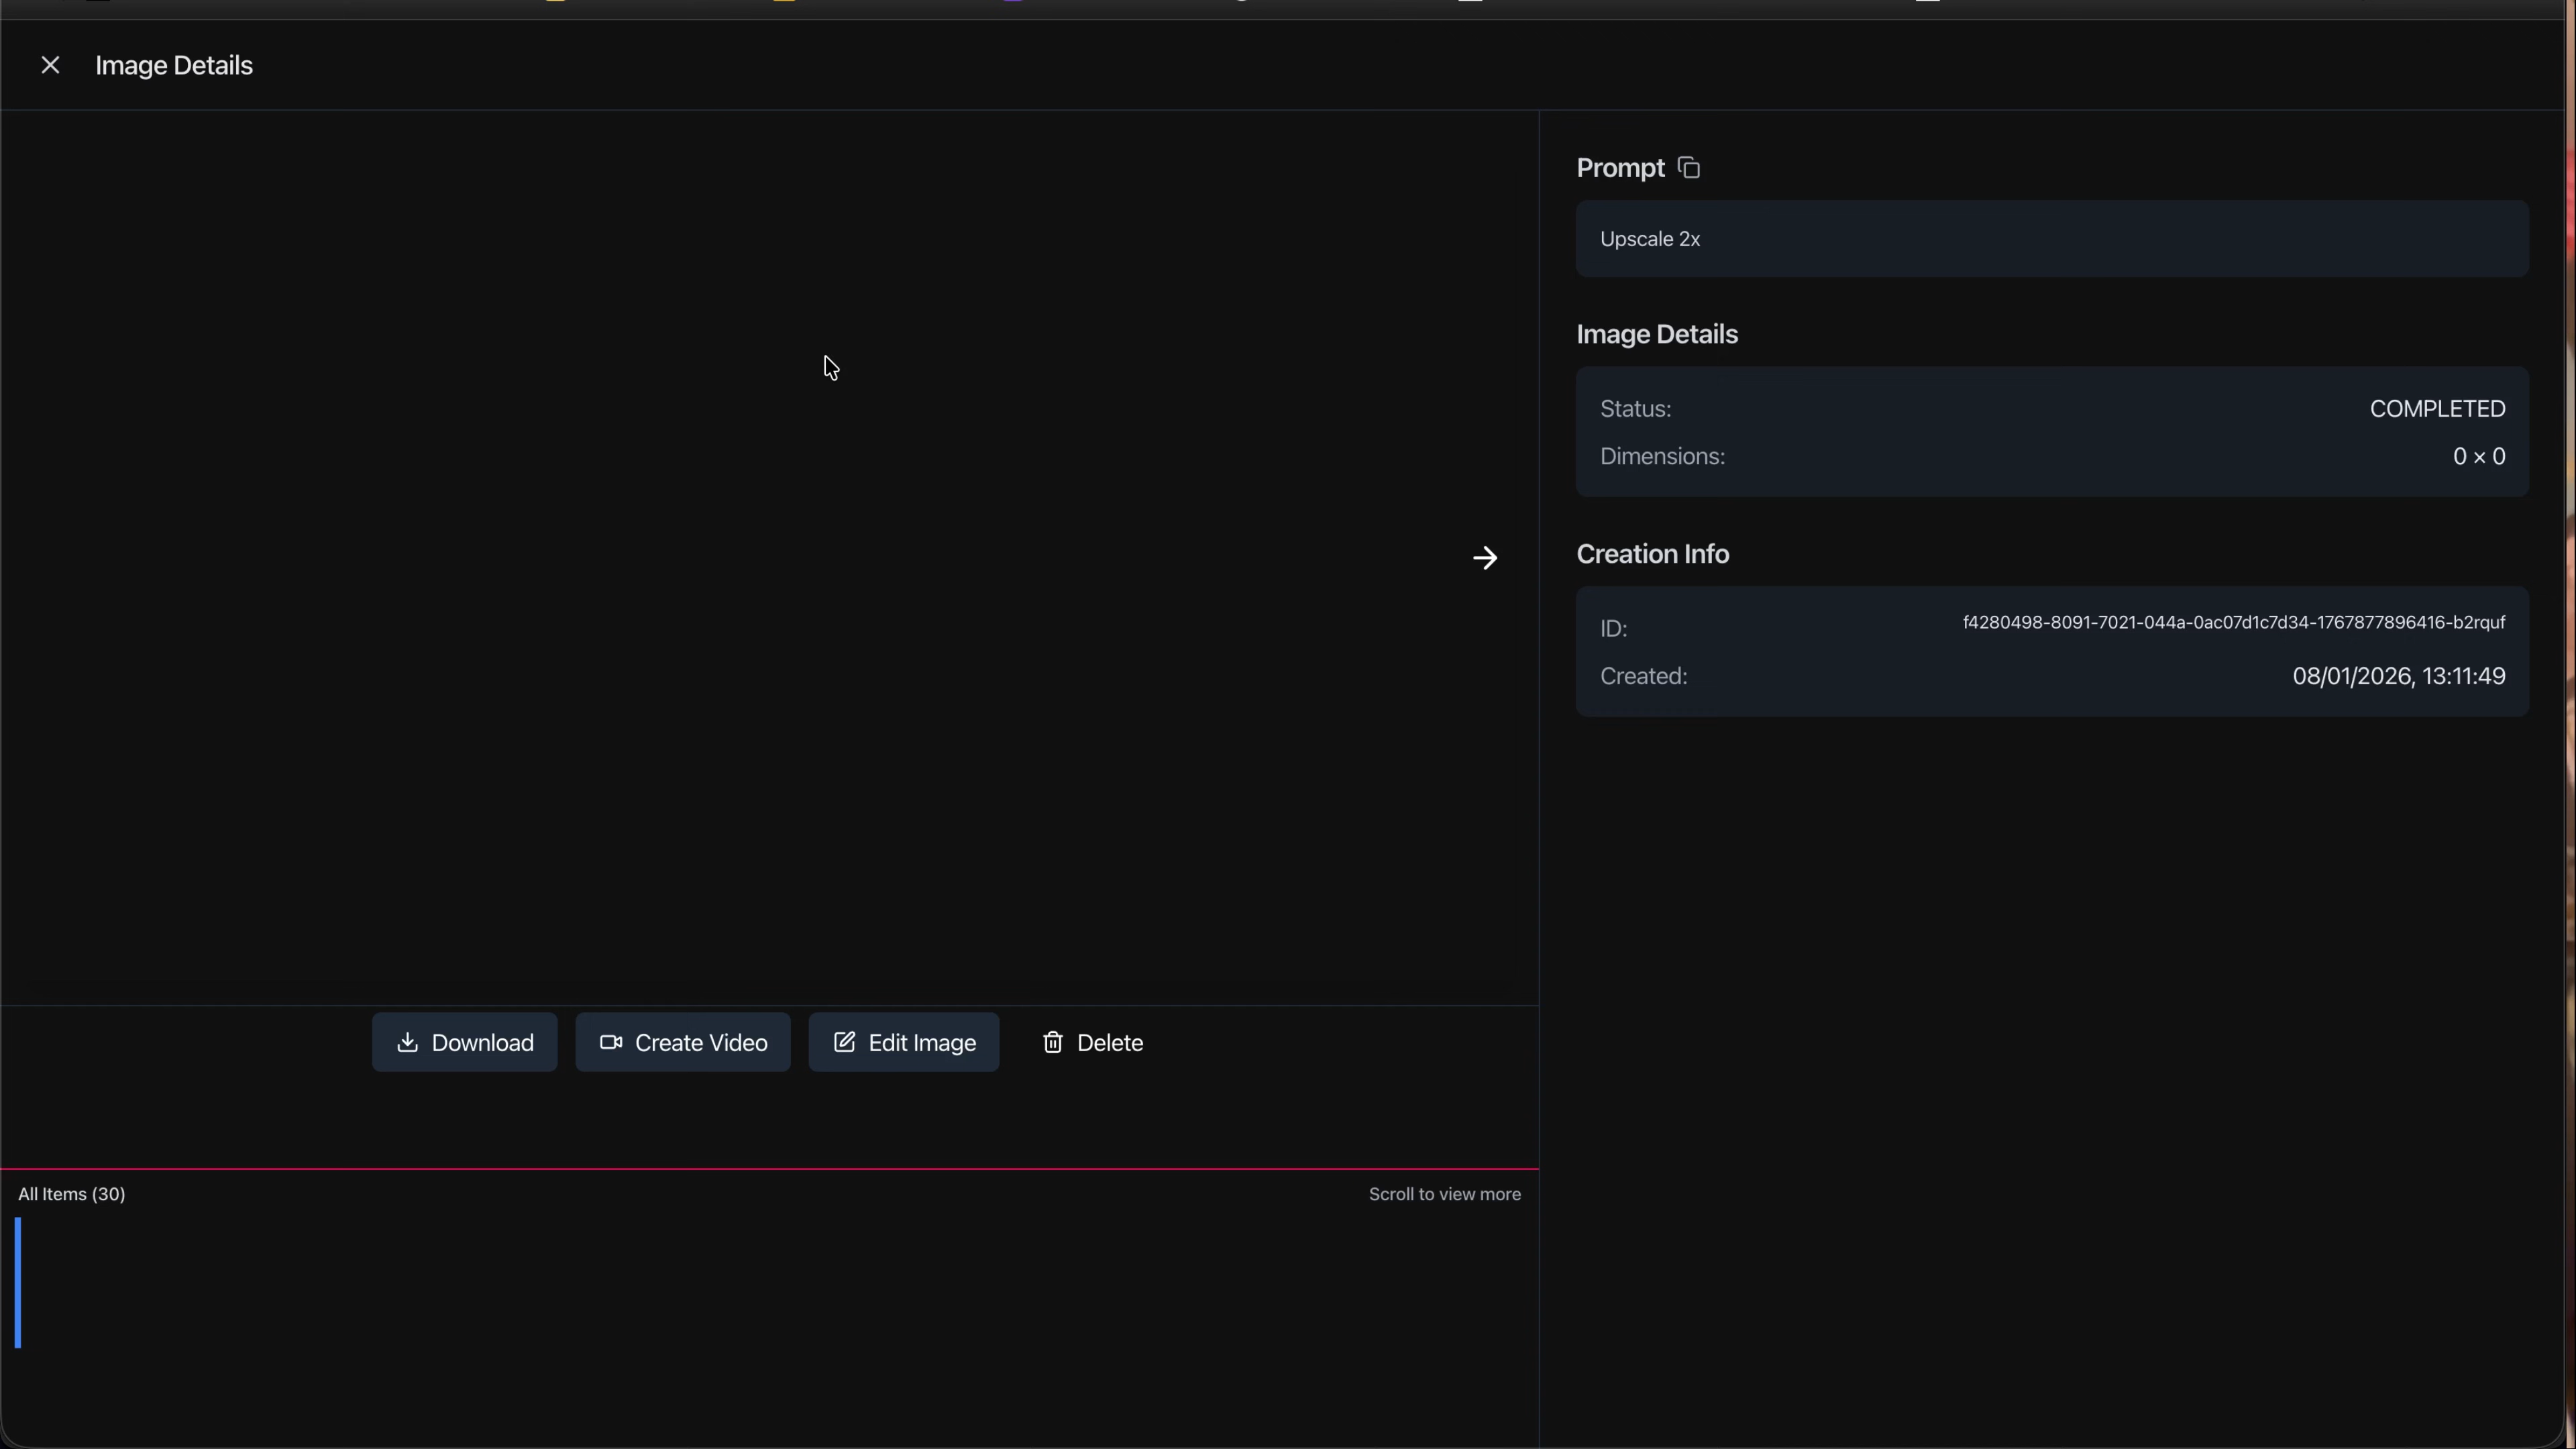 Image Details
Prompt
Upscale 2x
Image Details
Status: COMPLETED
Dimensions: 0 × 0
Creation Info
ID: f4280498-8091-7021-044a-0ac07d1c7d34-1767877896416-b2rquf
Created: 08/01/2026, 13:11:49
Download Create Video Edit Image Delete
All Items (30) Scroll to view more